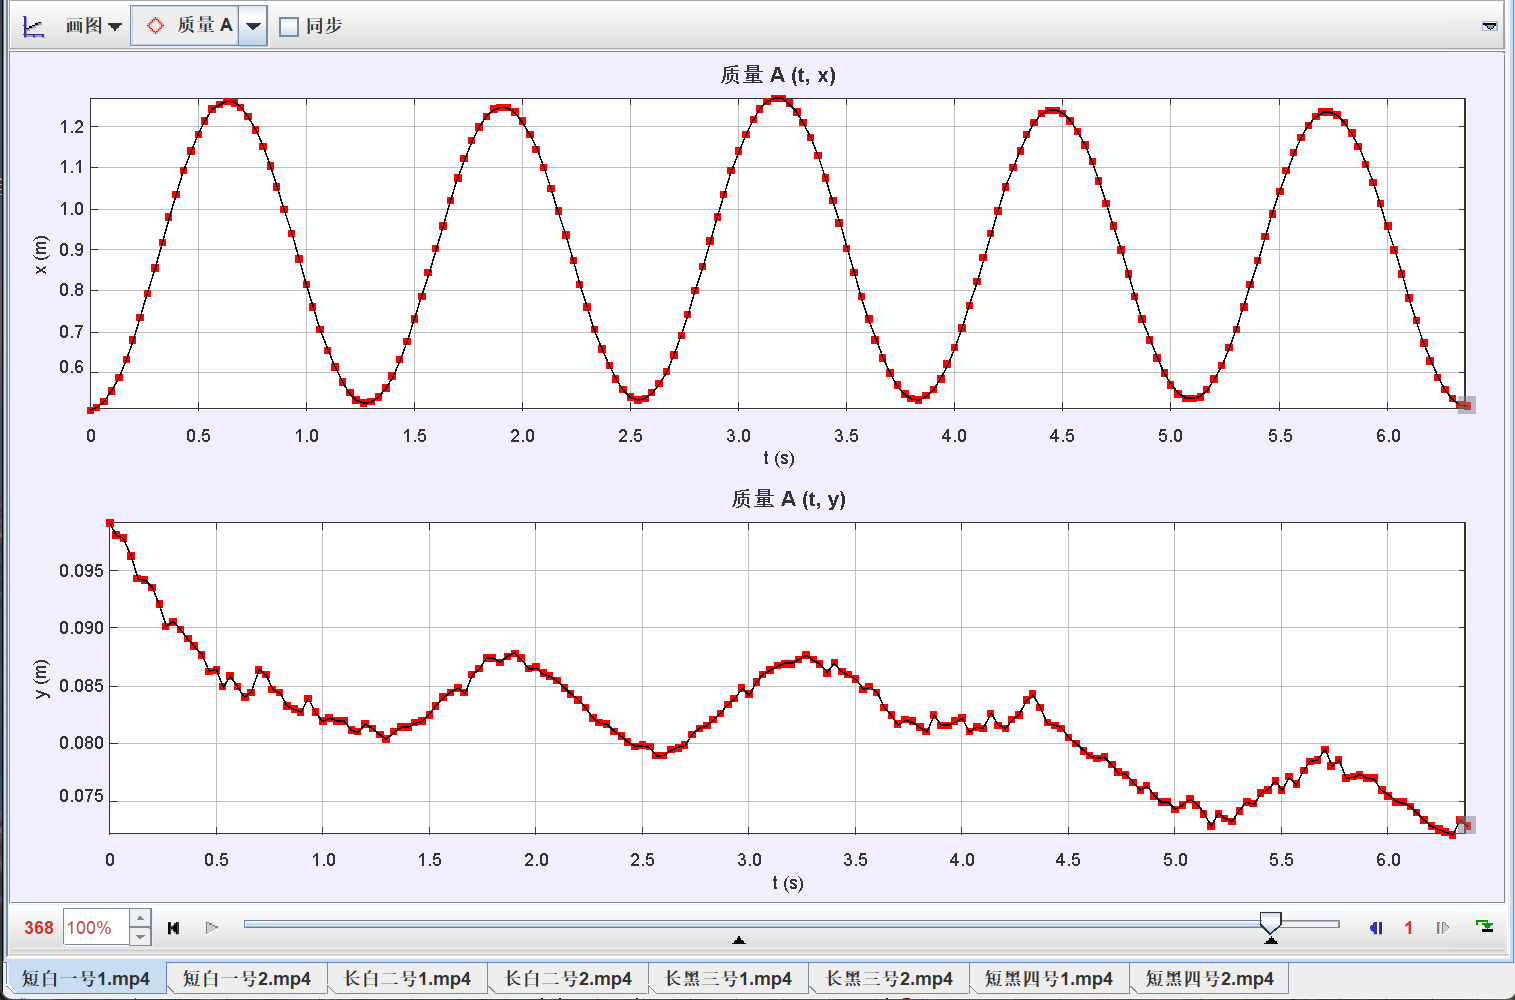 画图 质量 A 同步
质量 A (t, x)
1.2
1.1
1.0
0.9
0.8
0.7
0.6
x (m)
0 0.5 1.0 1.5 2.0 2.5 3.0 3.5 4.0 4.5 5.0 5.5 6.0
t (s)
质量 A (t, y)
0.095
0.090
0.085
0.080
0.075
y (m)
0 0.5 1.0 1.5 2.0 2.5 3.0 3.5 4.0 4.5 5.0 5.5 6.0
t (s)
368 100% 1
短白一号1.mp4 短白一号2.mp4 长白二号1.mp4 长白二号2.mp4 长黑三号1.mp4 长黑三号2.mp4 短黑四号1.mp4 短黑四号2.mp4